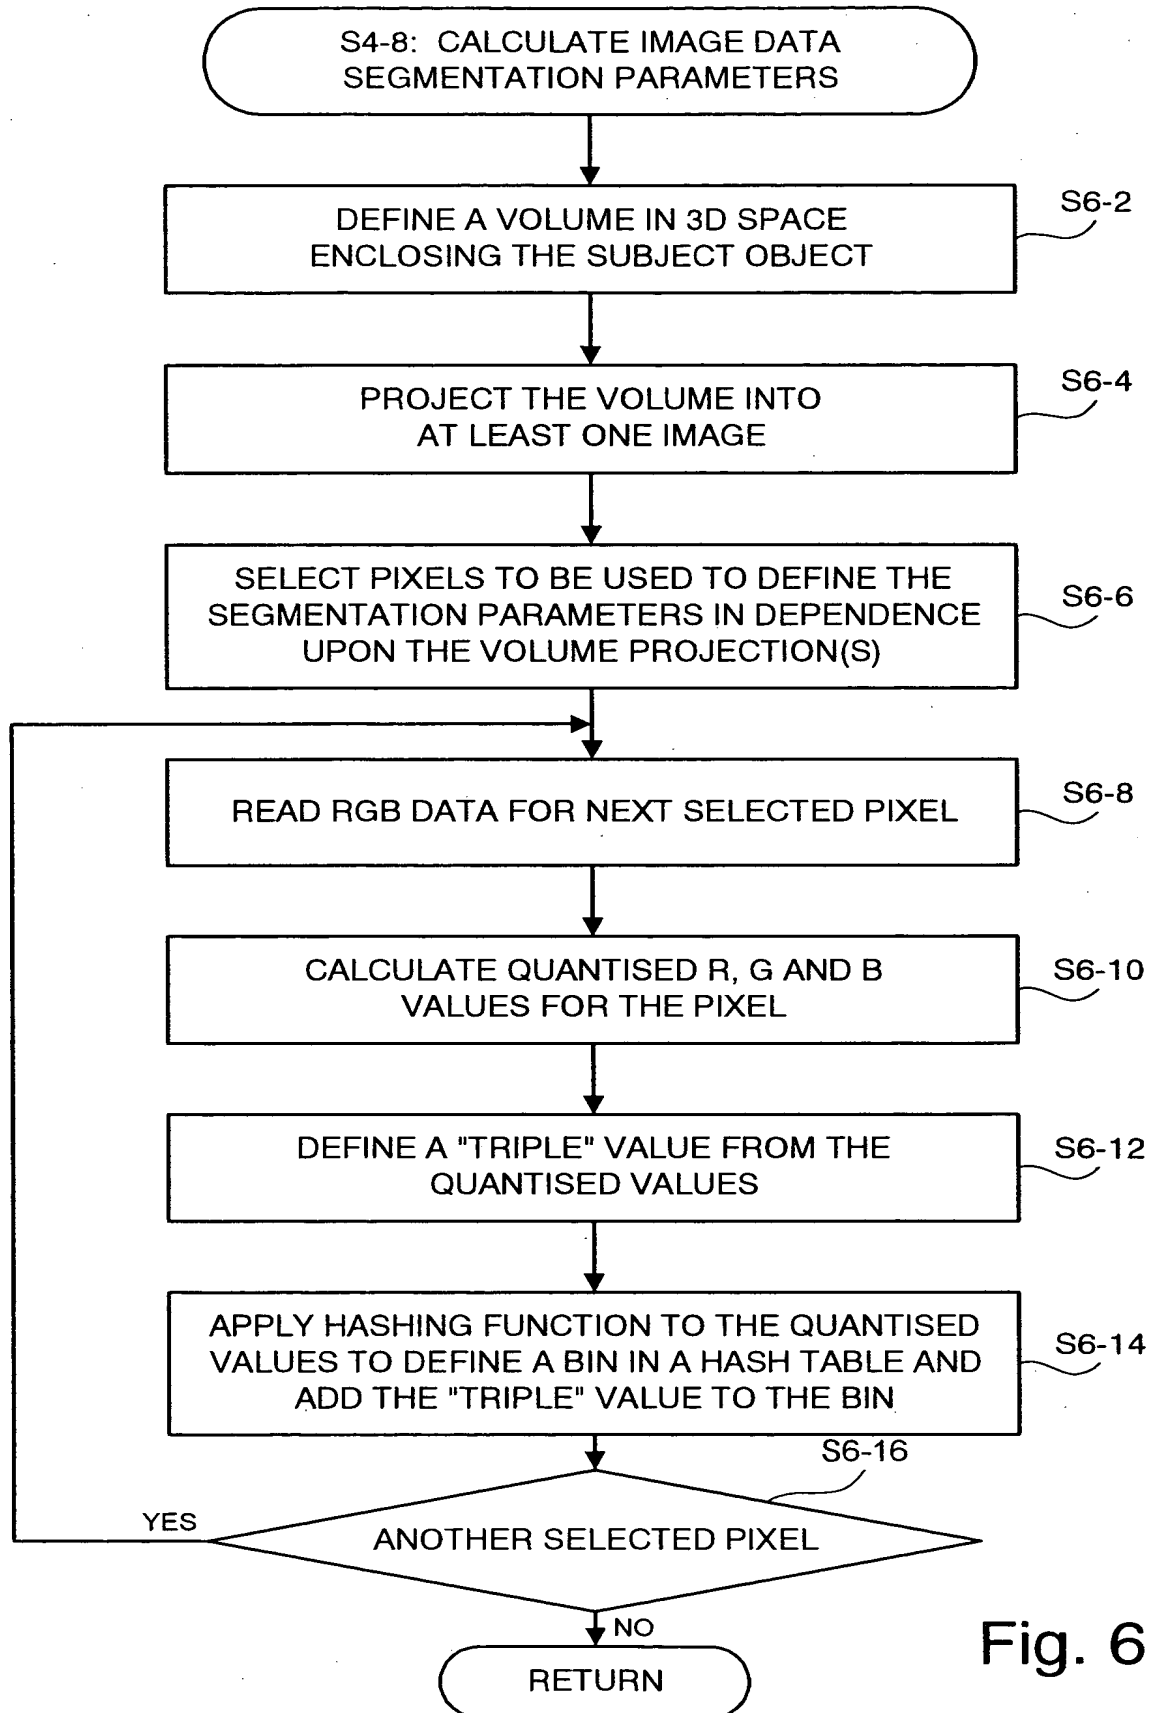 S4-8: CALCULATE IMAGE DATA
SEGMENTATION PARAMETERS
S6-2
DEFINE A VOLUME IN 3D SPACE
ENCLOSING THE SUBJECT OBJECT
S6-4
PROJECT THE VOLUME INTO
AT LEAST ONE IMAGE
SELECT PIXELS TO BE USED TO DEFINE THE
S6-6
SEGMENTATION PARAMETERS IN DEPENDENCE
UPON THE VOLUME PROJECTION(S)
S6-8
READ RGB DATA FOR NEXT SELECTED PIXEL
S6-10
CALCULATE QUANTISED R, G AND B
VALUES FOR THE PIXEL
S6-12
DEFINE A "TRIPLE" VALUE FROM THE
QUANTISED VALUES
APPLY HASHING FUNCTION TO THE QUANTISED
S6-14
VALUES TO DEFINE A BIN IN A HASH TABLE AND
ADD THE "TRIPLE" VALUE TO THE BIN
S6-16
YES
ANOTHER SELECTED PIXEL
NO
Fig. 6
RETURN